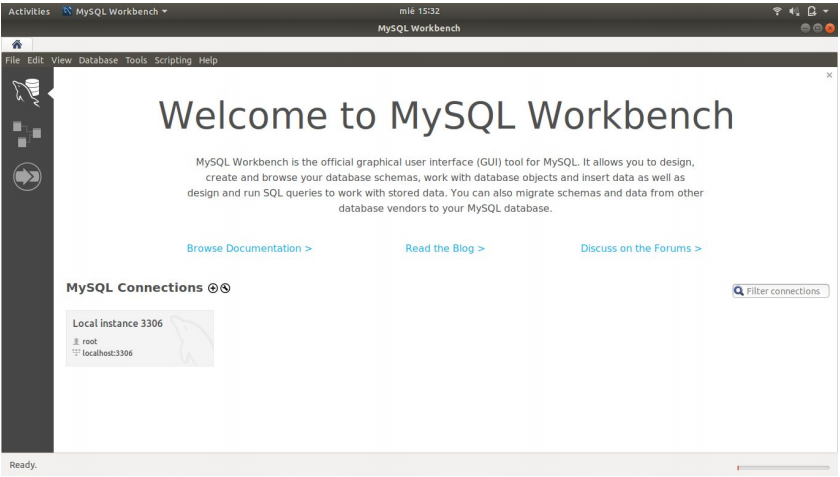 Activities MySQL Workbench mié 15:32
MySQL Workbench
File Edit View Database Tools Scripting Help
Welcome to MySQL Workbench
MySQL Workbench is the official graphical user interface (GUI) tool for MySQL. It allows you to design,
create and browse your database schemas, work with database objects and insert data as well as
design and run SQL queries to work with stored data. You can also migrate schemas and data from other
database vendors to your MySQL database.
Browse Documentation > Read the Blog > Discuss on the Forums >
MySQL Connections Filter connections
Local instance 3306
root
localhost:3306
Ready.